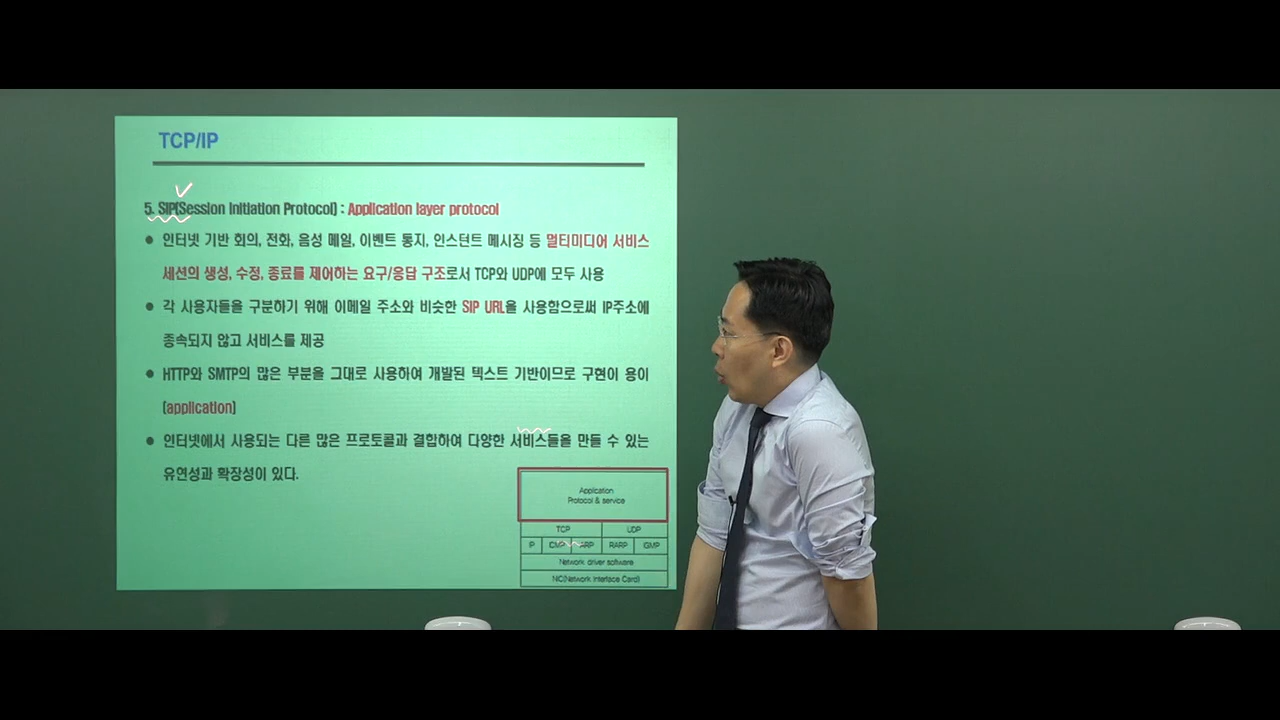 TCP/IP
5. SIP(Session Initiation Protocol) : Application layer protocol
● 인터넷 기반 회의, 전화, 음성 메일, 이벤트 통지, 인스턴트 메시징 등 멀티미디어 서비스
세션의 생성, 수정, 종료를 제어하는 요구/응답 구조로서 TCP와 UDP에 모두 사용
● 각 사용자들을 구분하기 위해 이메일 주소와 비슷한 SIP URL을 사용함으로써 IP주소에
종속되지 않고 서비스를 제공
● HTTP와 SMTP의 많은 부분을 그대로 사용하여 개발된 텍스트 기반이므로 구현이 용이
(application)
● 인터넷에서 사용되는 다른 많은 프로토콜과 결합하여 다양한 서비스들을 만들 수 있는
유연성과 확장성이 있다.
Application
Protocol & service
TCP UDP
IP ICMP ARP RARP IGMP
Network driver software
NIC(Network Interface Card)